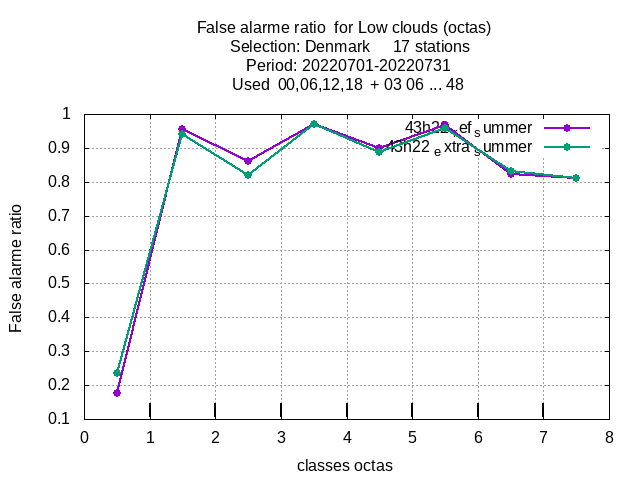 False alarme ratio  for Low clouds (octas)
Selection: Denmark     17 stations
Period: 20220701-20220731
Used  00,06,12,18  + 03 06 ... 48
43h22_ref_summer
43h22_extra_summer
1
0.9
0.8
0.7
0.6
0.5
0.4
0.3
0.2
0.1
False alarme ratio
0 1 2 3 4 5 6 7 8
classes octas